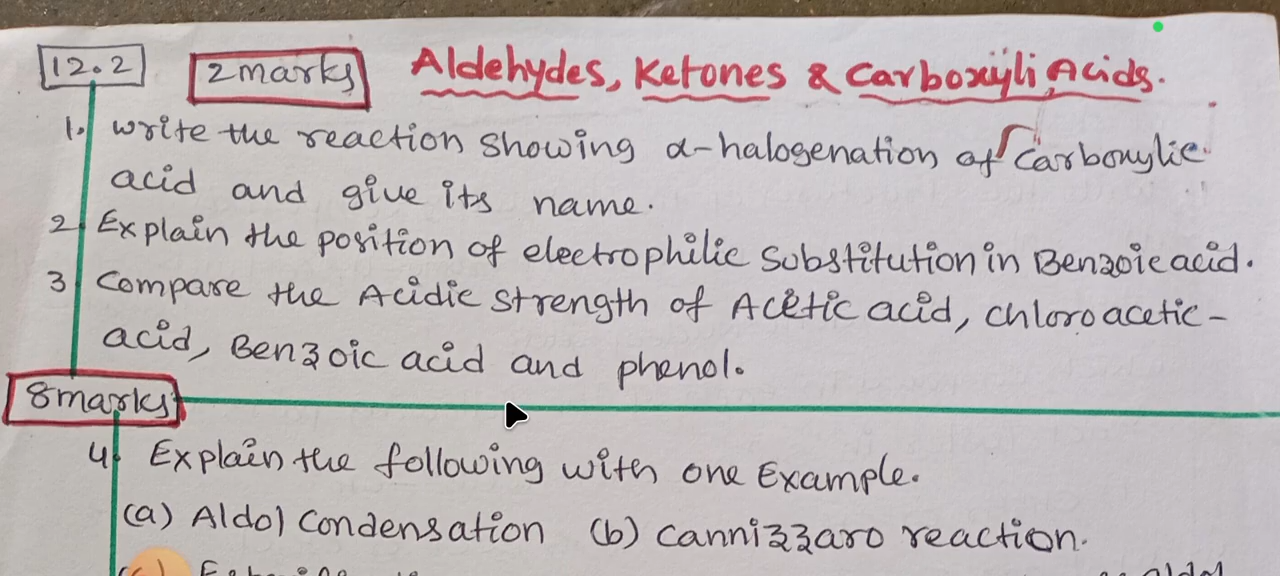 12.2 2marks Aldehydes, Ketones & Carboxyli Acids.
1. write the reaction showing α-halogenation of Carboxylic
acid and give its name.
2. Explain the position of electrophilic Substitution in Benzoic acid.
3 Compare the Acidic strength of Acetic acid, chloroacetic-
acid, Benzoic acid and phenol.
8marks
4. Explain the following with one Example.
(a) Aldol Condensation (b) cannizzaro reaction.